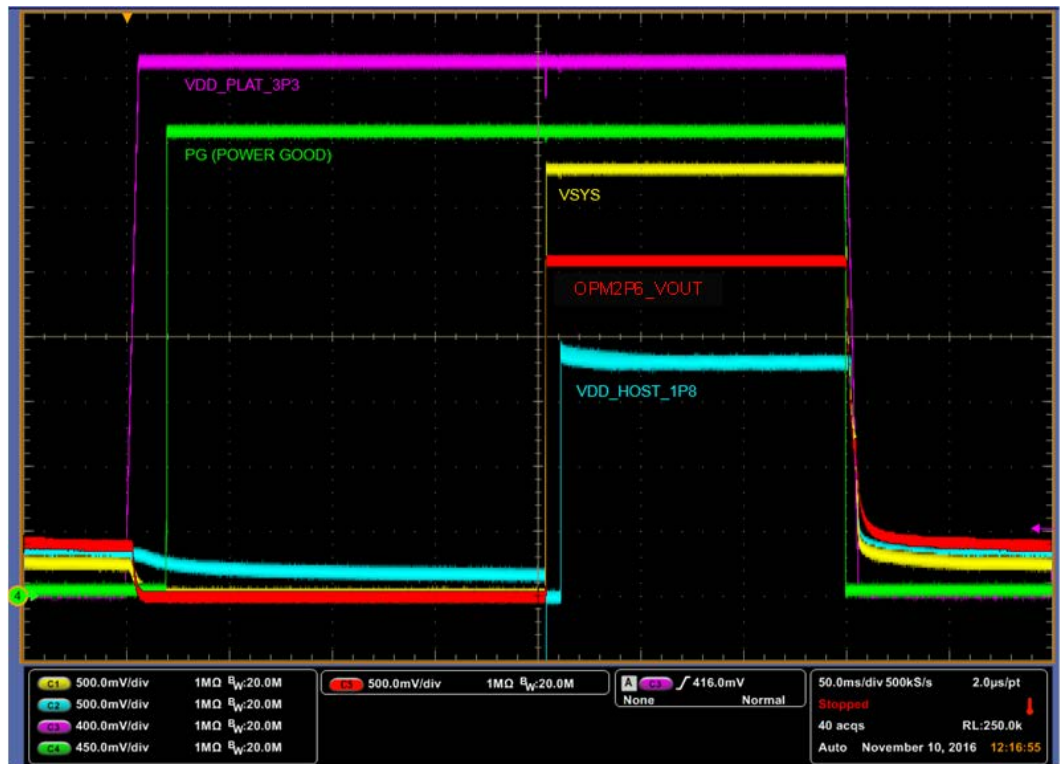 VDD_PLAT_3P3
PG (POWER GOOD)
VSYS
OPM2P6_VOUT
VDD_HOST_1P8
4
C1 500.0mV/div 1MΩ BW:20.0M
C2 500.0mV/div 1MΩ BW:20.0M
C3 400.0mV/div 1MΩ BW:20.0M
C4 450.0mV/div 1MΩ BW:20.0M
C5 500.0mV/div 1MΩ BW:20.0M
A C3 416.0mV
None Normal
50.0ms/div 500kS/s 2.0µs/pt
Stopped
40 acqs RL:250.0k
Auto November 10, 2016 12:16:55